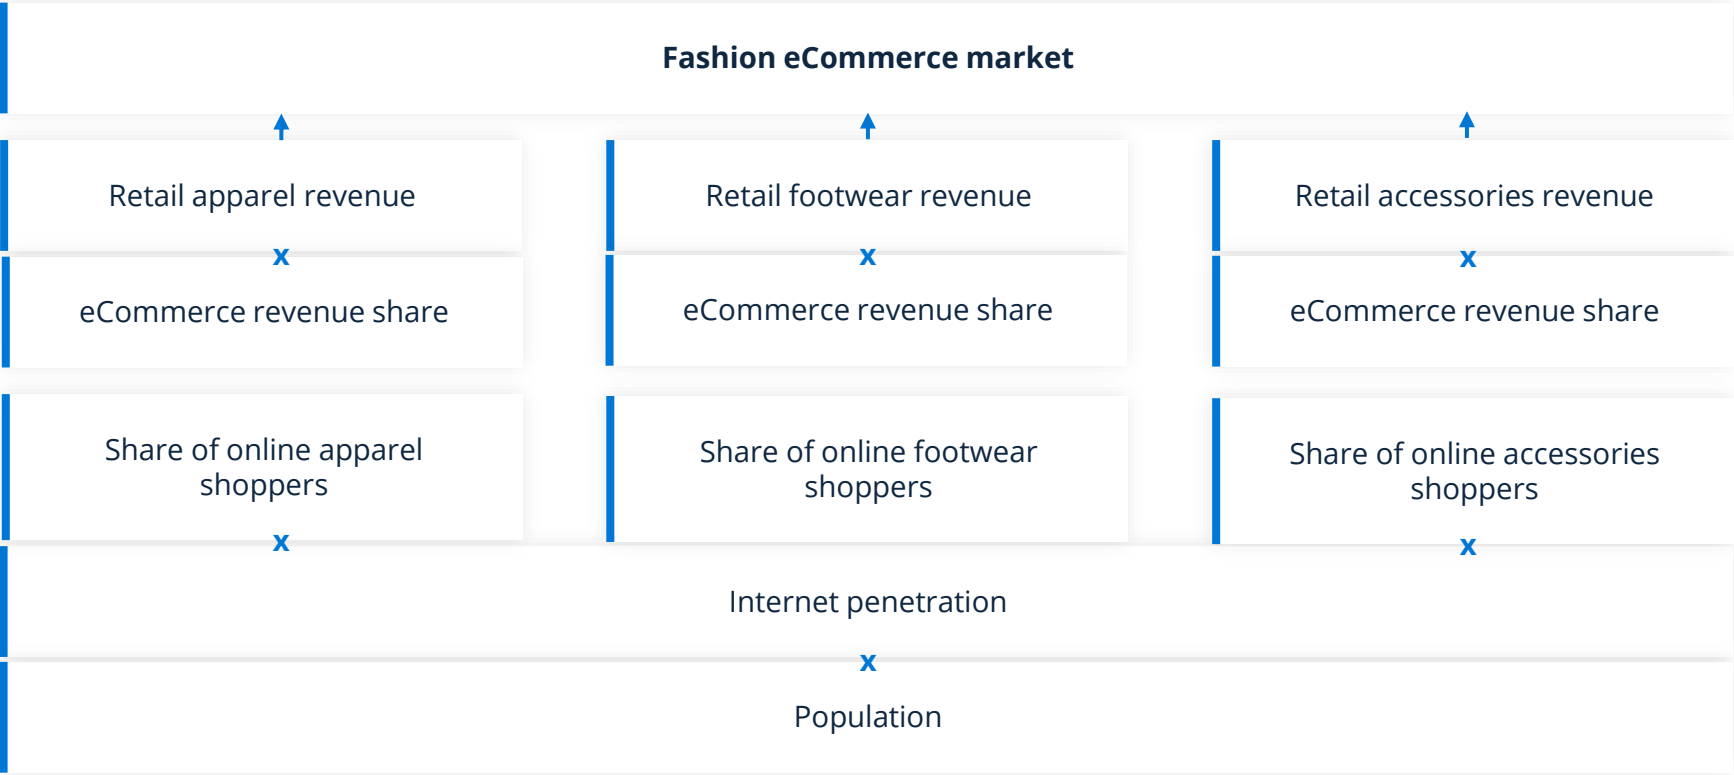 Fashion eCommerce market
Retail apparel revenue
Retail footwear revenue
Retail accessories revenue
x
x
x
eCommerce revenue share
eCommerce revenue share
eCommerce revenue share
Share of online apparel
shoppers
Share of online footwear
shoppers
Share of online accessories
shoppers
x
x
Internet penetration
x
Population